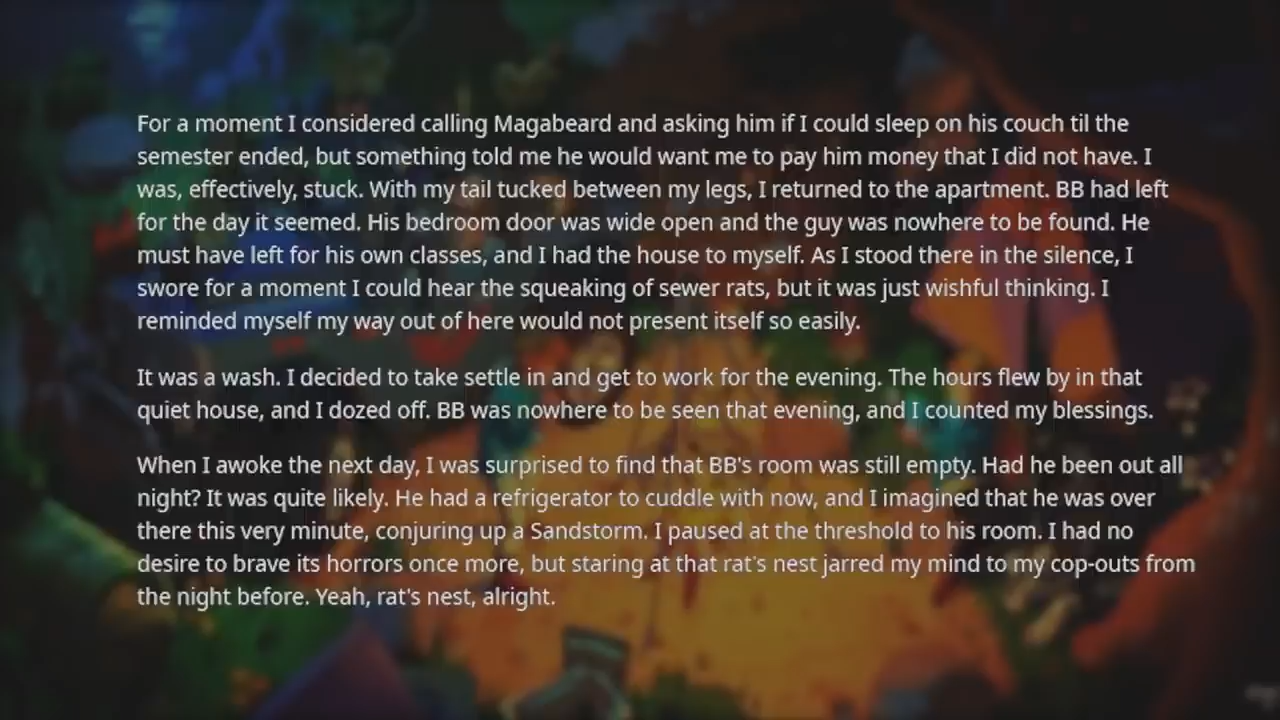 For a moment I considered calling Magabeard and asking him if I could sleep on his couch til the
semester ended, but something told me he would want me to pay him money that I did not have. I
was, effectively, stuck. With my tail tucked between my legs, I returned to the apartment. BB had left
for the day it seemed. His bedroom door was wide open and the guy was nowhere to be found. He
must have left for his own classes, and I had the house to myself. As I stood there in the silence, I
swore for a moment I could hear the squeaking of sewer rats, but it was just wishful thinking. I
reminded myself my way out of here would not present itself so easily.
It was a wash. I decided to take settle in and get to work for the evening. The hours flew by in that
quiet house, and I dozed off. BB was nowhere to be seen that evening, and I counted my blessings.
When I awoke the next day, I was surprised to find that BB's room was still empty. Had he been out all
night? It was quite likely. He had a refrigerator to cuddle with now, and I imagined that he was over
there this very minute, conjuring up a Sandstorm. I paused at the threshold to his room. I had no
desire to brave its horrors once more, but staring at that rat's nest jarred my mind to my cop-outs from
the night before. Yeah, rat's nest, alright.